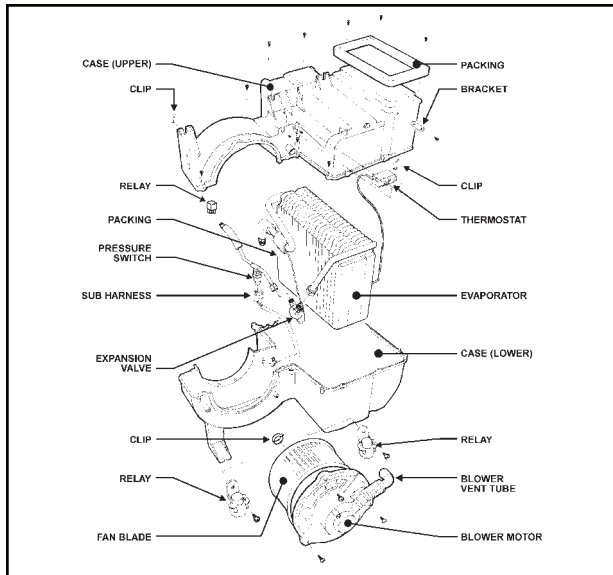 CASE (UPPER)
CLIP
PACKING
BRACKET
CLIP
THERMOSTAT
RELAY
PACKING
PRESSURE
SWITCH
SUB HARNESS
EVAPORATOR
EXPANSION
VALVE
CASE (LOWER)
CLIP
RELAY
RELAY
BLOWER
VENT TUBE
FAN BLADE
BLOWER MOTOR